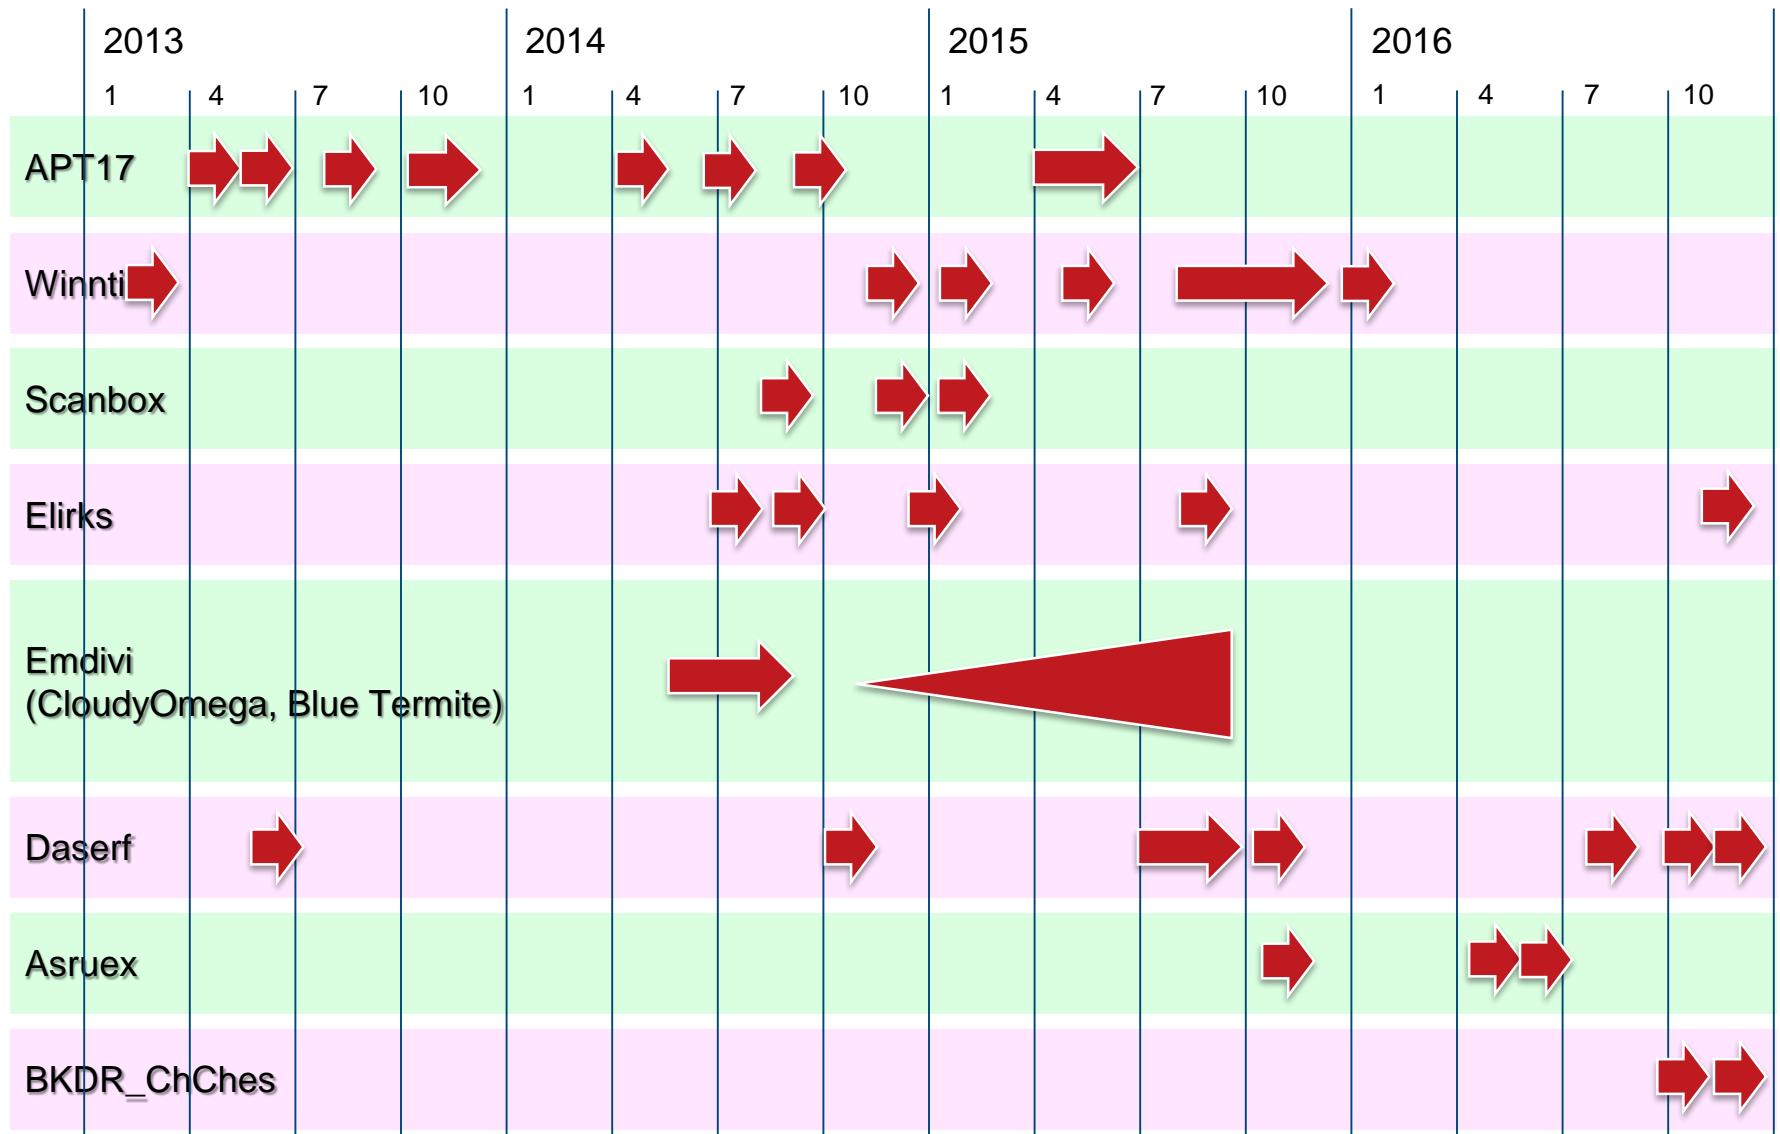 2013 2014 2015 2016
1 4 7 10 1 4 7 10 1 4 7 10 1 4 7 10
APT17
Winnti
Scanbox
Elirks
Emdivi
(CloudyOmega, Blue Termite)
Daserf
Asruex
BKDR_ChChes